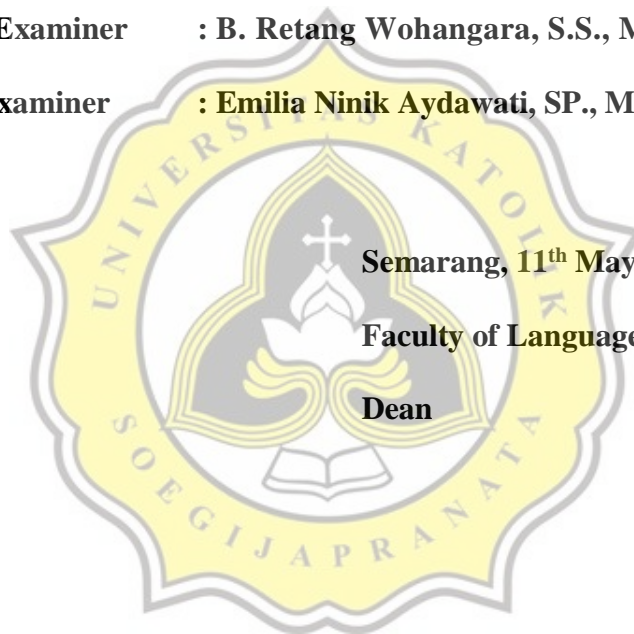 Examiner : B. Retang Wohangara, S.S., M
xaminer : Emilia Ninik Aydawati, SP., M
UNIVERSITAS KATOLIK
Semarang, 11th May
Faculty of Language
Dean
SOEGIJAPRANATA